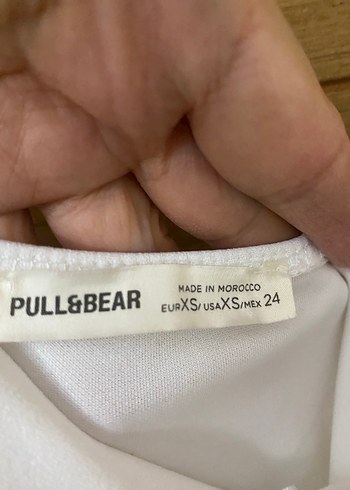 PULL&BEAR
MADE IN MOROCCO
EUR XS/ USA XS/MEX 24